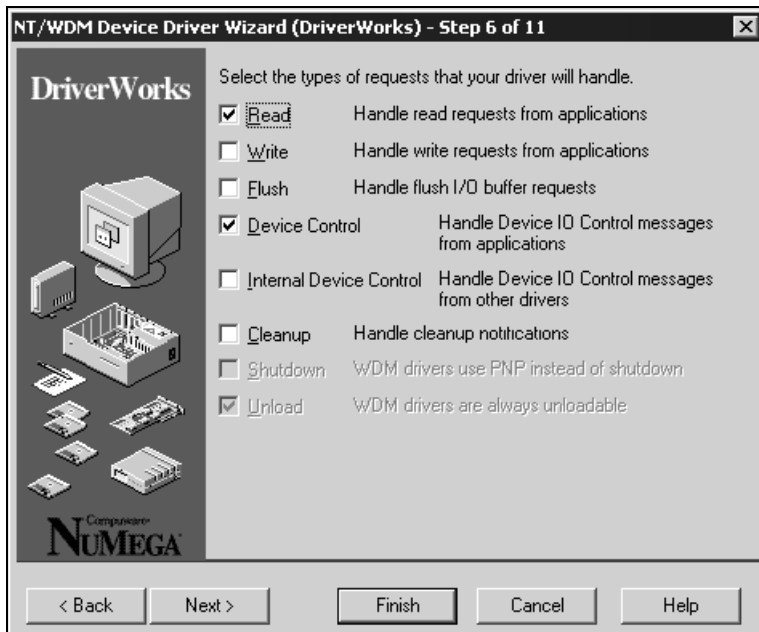 NT/WDM Device Driver Wizard (DriverWorks) - Step 6 of 11
DriverWorks
Select the types of requests that your driver will handle.
Read Handle read requests from applications
Write Handle write requests from applications
Flush Handle flush I/O buffer requests
Device Control Handle Device IO Control messages
from applications
Internal Device Control Handle Device IO Control messages
from other drivers
Cleanup Handle cleanup notifications
Shutdown WDM drivers use PNP instead of shutdown
Unload WDM drivers are always unloadable
Compuware
NUMEGA
< Back Next > Finish Cancel Help